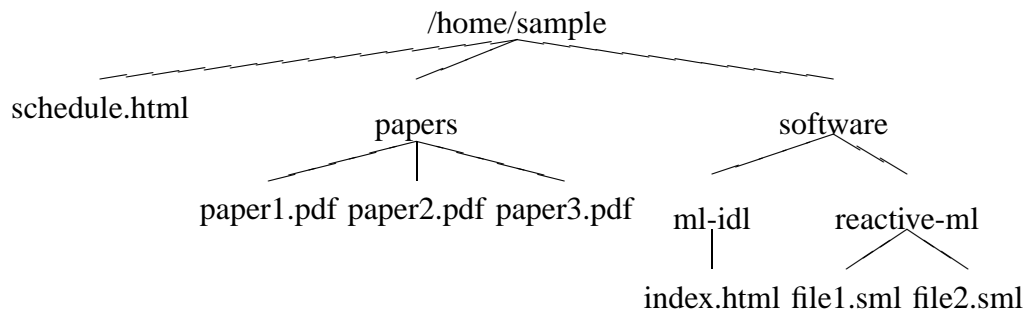 /home/sample
schedule.html
papers software
paper1.pdf paper2.pdf paper3.pdf ml-idl reactive-ml
index.html file1.sml file2.sml